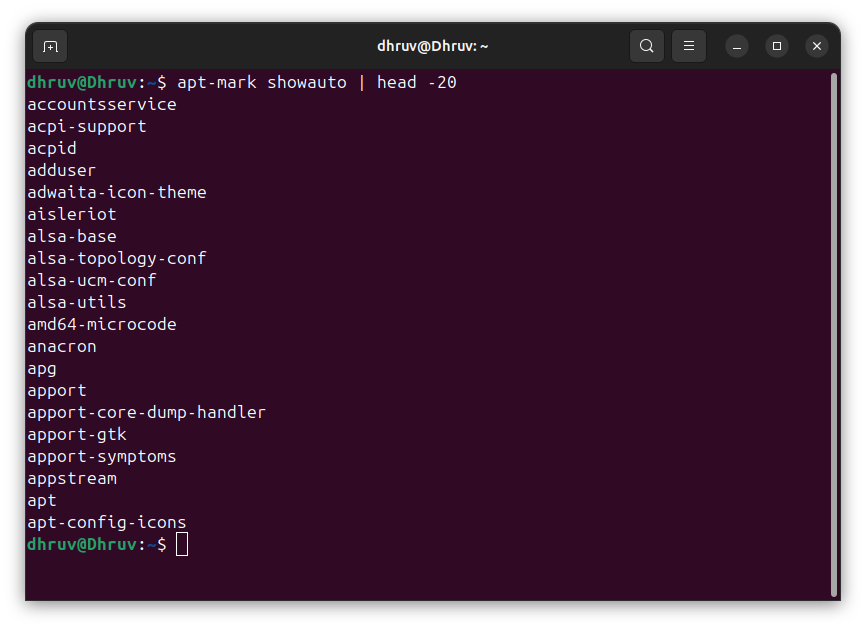 dhruv@Dhruv: ~
dhruv@Dhruv:~$ apt-mark showauto | head -20
accountsservice
acpi-support
acpid
adduser
adwaita-icon-theme
aisleriot
alsa-base
alsa-topology-conf
alsa-ucm-conf
alsa-utils
amd64-microcode
anacron
apg
apport
apport-core-dump-handler
apport-gtk
apport-symptoms
appstream
apt
apt-config-icons
dhruv@Dhruv:~$